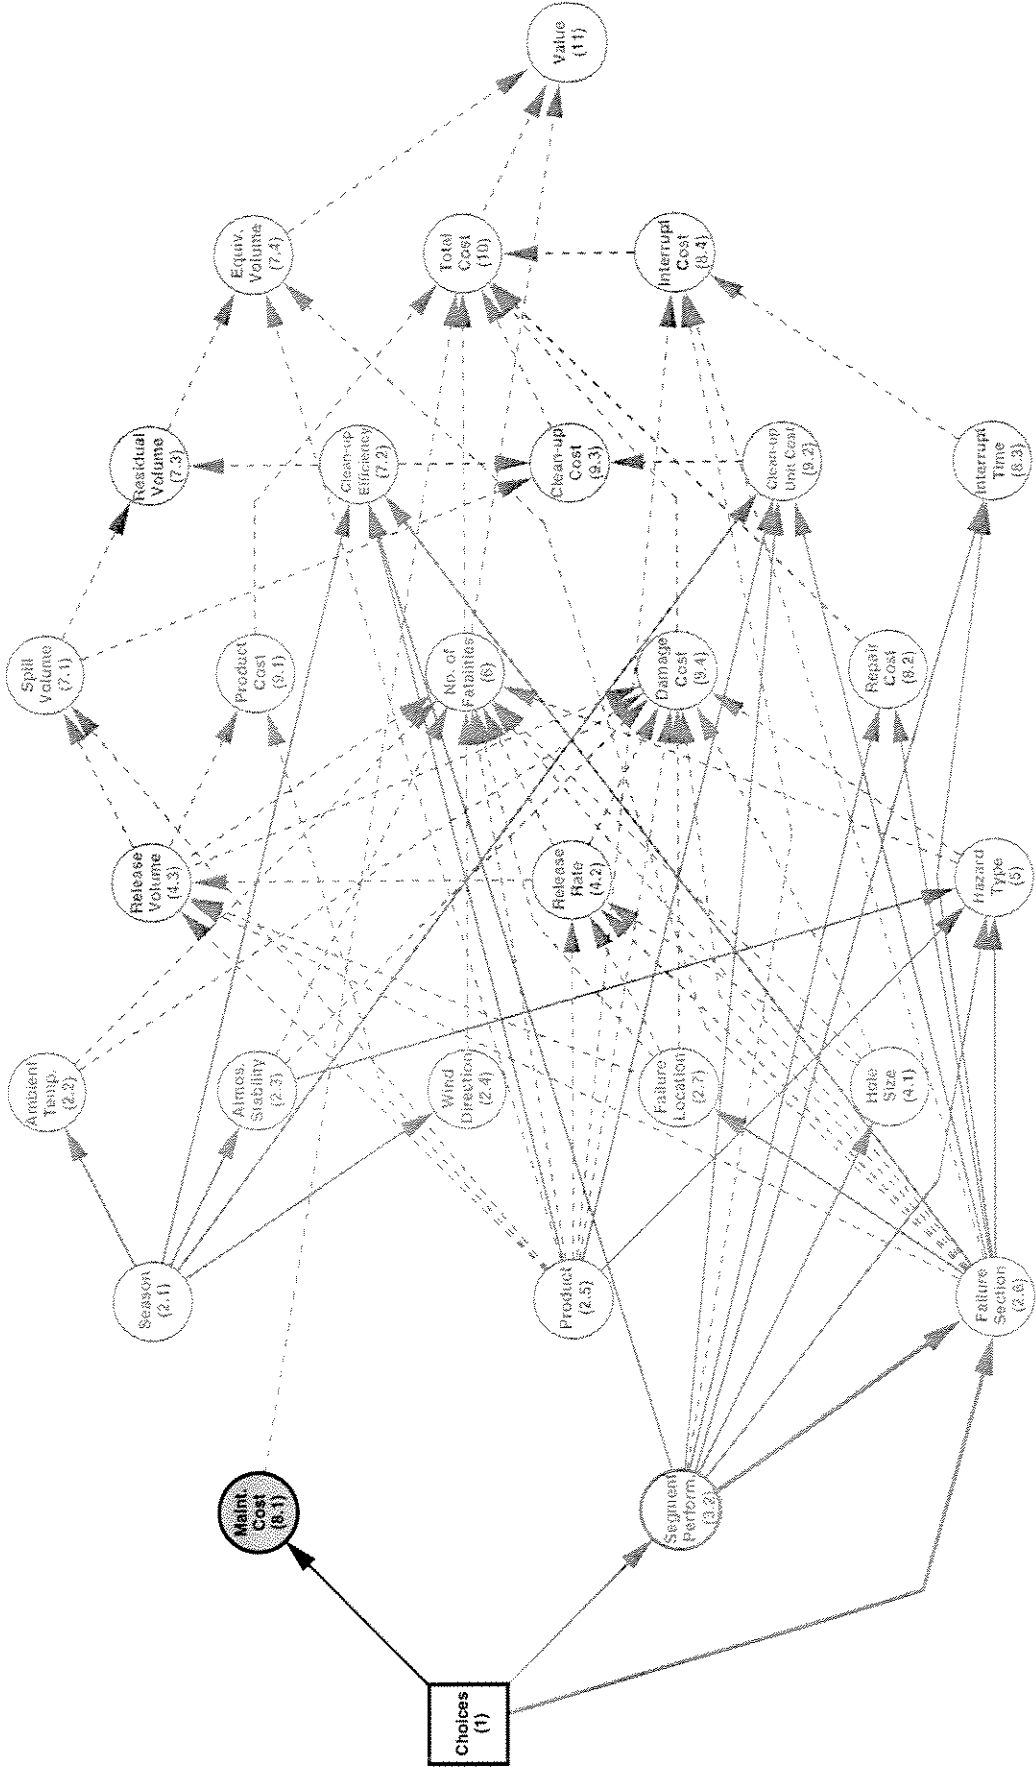 Choices
(1)
Maint.
Cost
(8.1)
Segment
Perform.
(3.2)
Season
(2.1)
Product
(2.5)
Failure
Section
(2.6)
Ambient
Temp.
(2.2)
Atmos.
Stability
(2.3)
Wind
Direction
(2.4)
Failure
Location
(2.7)
Hole
Size
(4.1)
Release
Volume
(4.3)
Release
Rate
(4.2)
Hazard
Type
(5)
Spill
Volume
(7.1)
Product
Cost
(9.1)
No. of
Fatalities
(6)
Damage
Cost
(9.4)
Repair
Cost
(8.2)
Residual
Volume
(7.3)
Clean-up
Efficiency
(7.2)
Clean-up
Cost
(9.3)
Clean-up
Unit Cost
(9.2)
Interrupt
Time
(8.3)
Equiv.
Volume
(7.4)
Total
Cost
(10)
Interrupt
Cost
(8.4)
Value
(11)